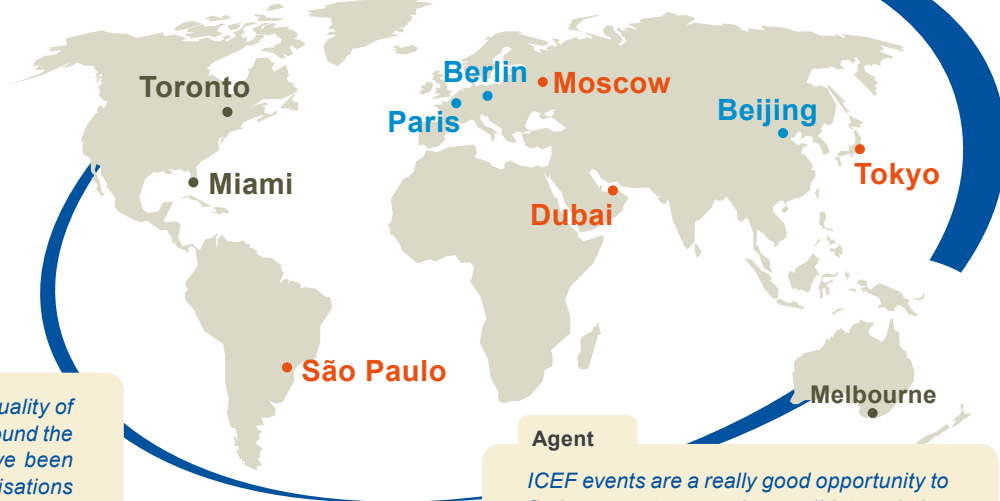 Toronto
Berlin
Moscow
Paris
Beijing
Tokyo
Miami
Dubai
São Paulo
Melbourne
uality of
ound the
ve been
isations
Agent
ICEF events are a really good opportunity to